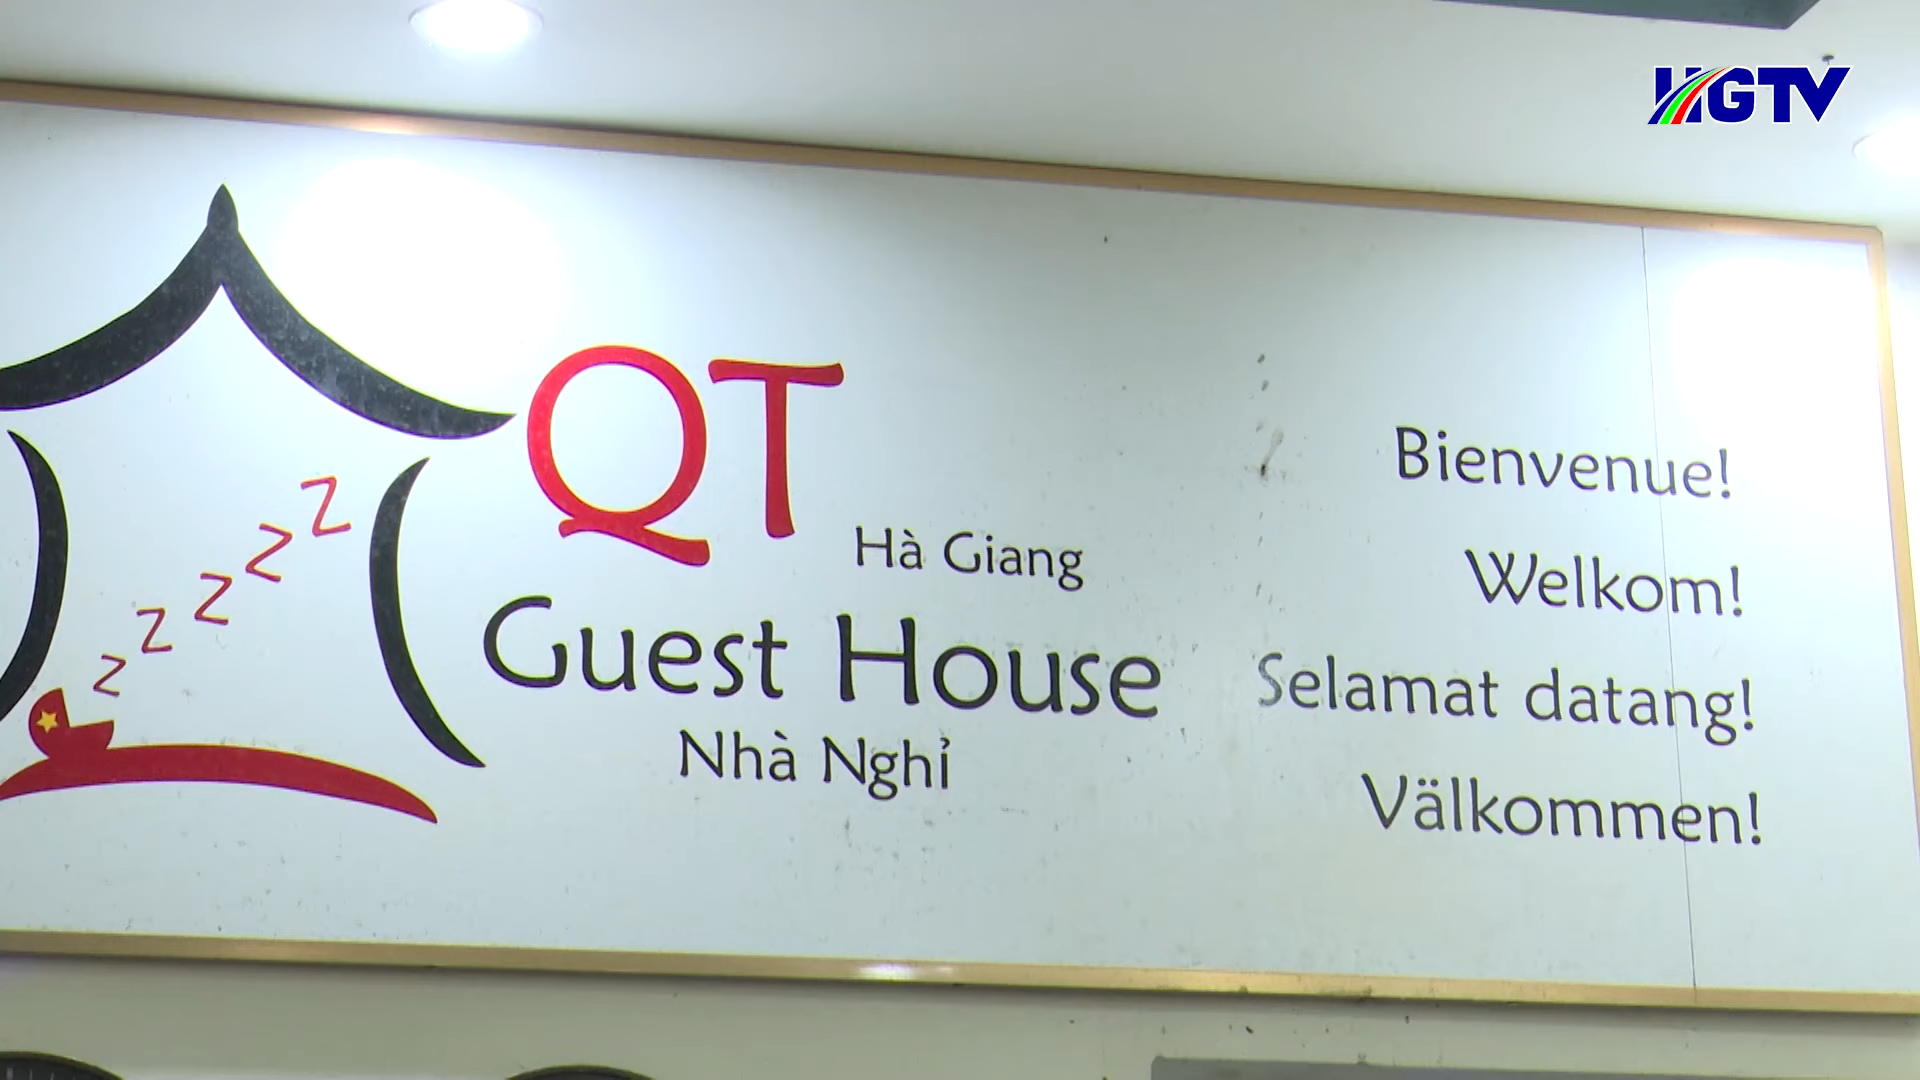 HGTV
z z z z z
QT
Hà Giang
Guest House
Nhà Nghỉ
Bienvenue!
Welkom!
Selamat datang!
Välkommen!